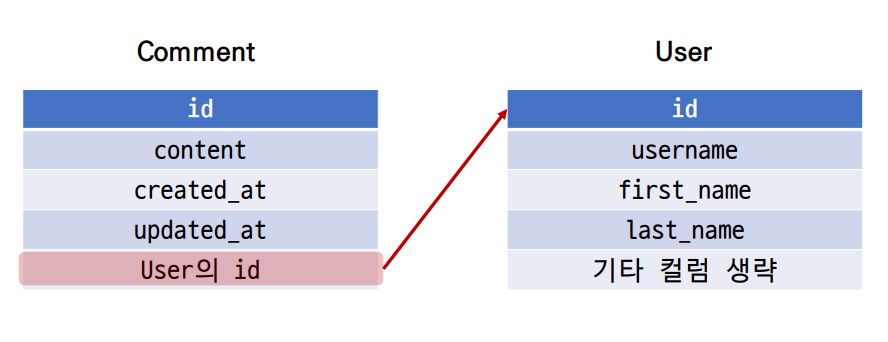 Comment
id
content
created_at
updated_at
User의 id
User
id
username
first_name
last_name
기타 컬럼 생략